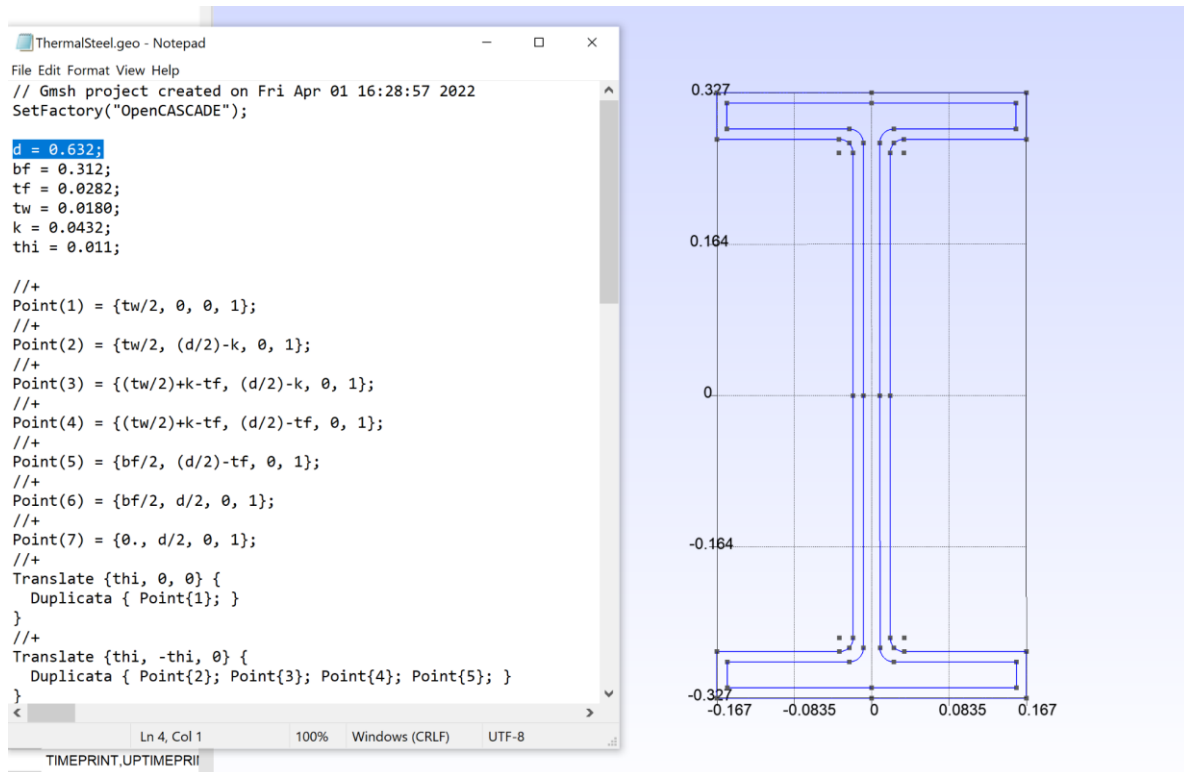 ThermalSteel.geo - Notepad
File Edit Format View Help
// Gmsh project created on Fri Apr 01 16:28:57 2022
SetFactory("OpenCASCADE");
d = 0.632;
bf = 0.312;
tf = 0.0282;
tw = 0.0180;
k = 0.0432;
thi = 0.011;
//+
Point(1) = {tw/2, 0, 0, 1};
//+
Point(2) = {tw/2, (d/2)-k, 0, 1};
//+
Point(3) = {(tw/2)+k-tf, (d/2)-k, 0, 1};
//+
Point(4) = {(tw/2)+k-tf, (d/2)-tf, 0, 1};
//+
Point(5) = {bf/2, (d/2)-tf, 0, 1};
//+
Point(6) = {bf/2, d/2, 0, 1};
//+
Point(7) = {0., d/2, 0, 1};
//+
Translate {thi, 0, 0} {
  Duplicata { Point{1}; }
}
//+
Translate {thi, -thi, 0} {
  Duplicata { Point{2}; Point{3}; Point{4}; Point{5}; }
}
Ln 4, Col 1 100% Windows (CRLF) UTF-8
0.327
0.164
0
-0.164
-0.327
-0.167 -0.0835 0 0.0835 0.167